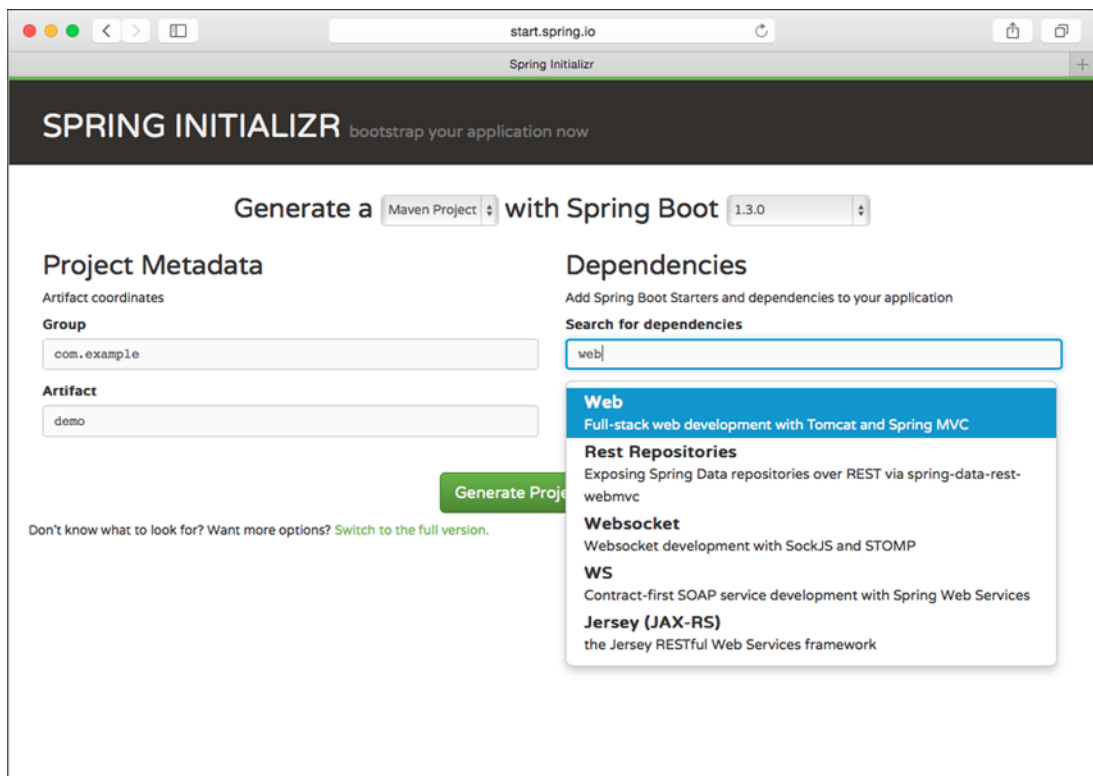 start.spring.io
Spring Initializr
SPRING INITIALIZR bootstrap your application now
Generate a Maven Project with Spring Boot 1.3.0
Project Metadata
Artifact coordinates
Group
com.example
Artifact
demo
Dependencies
Add Spring Boot Starters and dependencies to your application
Search for dependencies
web
Web
Full-stack web development with Tomcat and Spring MVC
Rest Repositories
Exposing Spring Data repositories over REST via spring-data-rest-
webmvc
Websocket
Websocket development with SockJS and STOMP
WS
Contract-first SOAP service development with Spring Web Services
Jersey (JAX-RS)
the Jersey RESTful Web Services framework
Generate Proje
Don't know what to look for? Want more options? Switch to the full version.